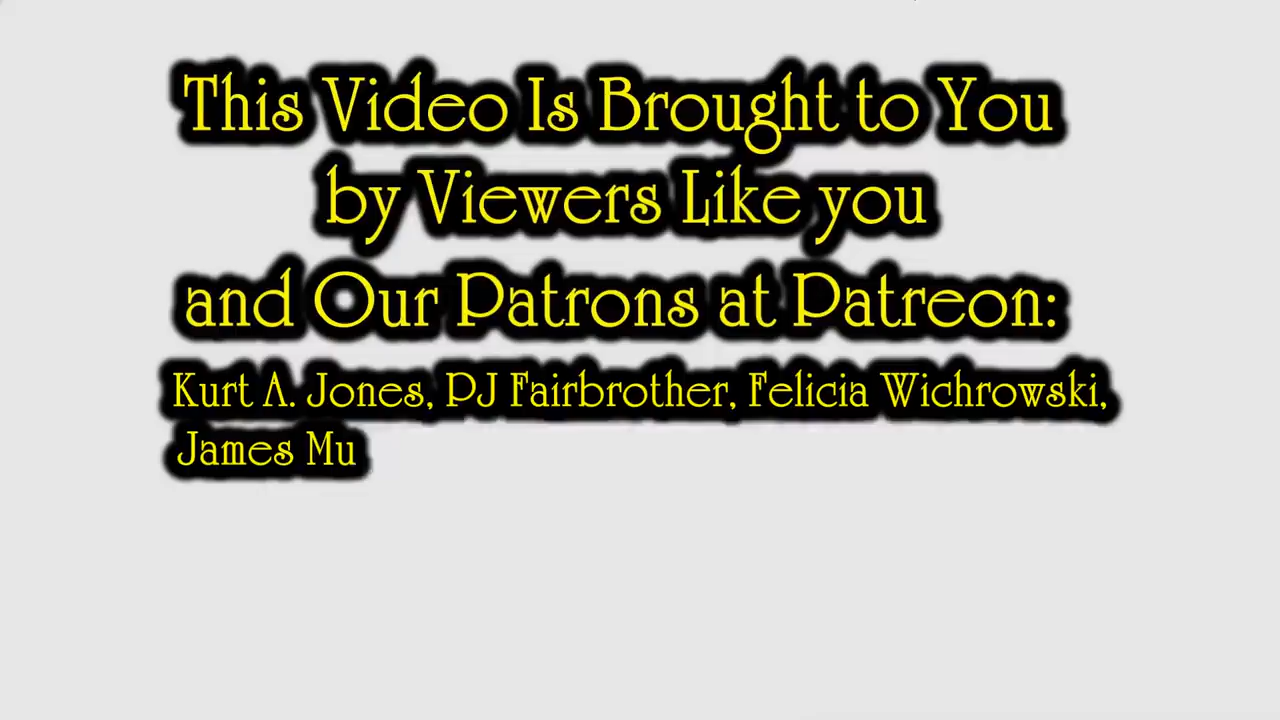 This Video Is Brought to You
by Viewers Like you
and Our Patrons at Patreon:
Kurt A. Jones, PJ Fairbrother, Felicia Wichrowski,
James Mu